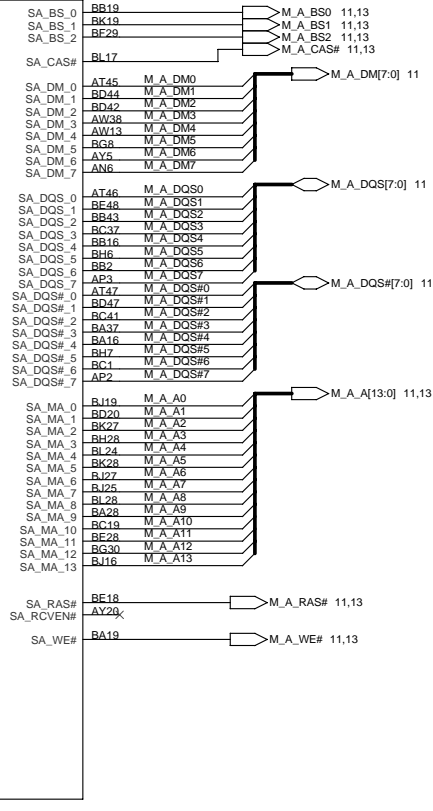 SA_BS_0 BB19 M_A_BS0 11,13
SA_BS_1 BK19 M_A_BS1 11,13
SA_BS_2 BF29 M_A_BS2 11,13
SA_CAS# BL17 M_A_CAS# 11,13
SA_DM_0 AT45 M_A_DM0 M_A_DM[7:0] 11
SA_DM_1 BD44 M_A_DM1
SA_DM_2 BD42 M_A_DM2
SA_DM_3 AW38 M_A_DM3
SA_DM_4 AW13 M_A_DM4
SA_DM_5 BG8 M_A_DM5
SA_DM_6 AY5 M_A_DM6
SA_DM_7 AN6 M_A_DM7
SA_DQS_0 AT46 M_A_DQS0 M_A_DQS[7:0] 11
SA_DQS_1 BE48 M_A_DQS1
SA_DQS_2 BB43 M_A_DQS2
SA_DQS_3 BC37 M_A_DQS3
SA_DQS_4 BB16 M_A_DQS4
SA_DQS_5 BH6 M_A_DQS5
SA_DQS_6 BB2 M_A_DQS6
SA_DQS_7 AP3 M_A_DQS7
SA_DQS#_0 AT47 M_A_DQS#0 M_A_DQS#[7:0] 11
SA_DQS#_1 BD47 M_A_DQS#1
SA_DQS#_2 BC41 M_A_DQS#2
SA_DQS#_3 BA37 M_A_DQS#3
SA_DQS#_4 BA16 M_A_DQS#4
SA_DQS#_5 BH7 M_A_DQS#5
SA_DQS#_6 BC1 M_A_DQS#6
SA_DQS#_7 AP2 M_A_DQS#7
SA_MA_0 BJ19 M_A_A0 M_A_A[13:0] 11,13
SA_MA_1 BD20 M_A_A1
SA_MA_2 BK27 M_A_A2
SA_MA_3 BH28 M_A_A3
SA_MA_4 BL24 M_A_A4
SA_MA_5 BK28 M_A_A5
SA_MA_6 BJ27 M_A_A6
SA_MA_7 BJ25 M_A_A7
SA_MA_8 BL28 M_A_A8
SA_MA_9 BA28 M_A_A9
SA_MA_10 BC19 M_A_A10
SA_MA_11 BE28 M_A_A11
SA_MA_12 BG30 M_A_A12
SA_MA_13 BJ16 M_A_A13
SA_RAS# BE18 M_A_RAS# 11,13
SA_RCVEN# AY20
SA_WE# BA19 M_A_WE# 11,13